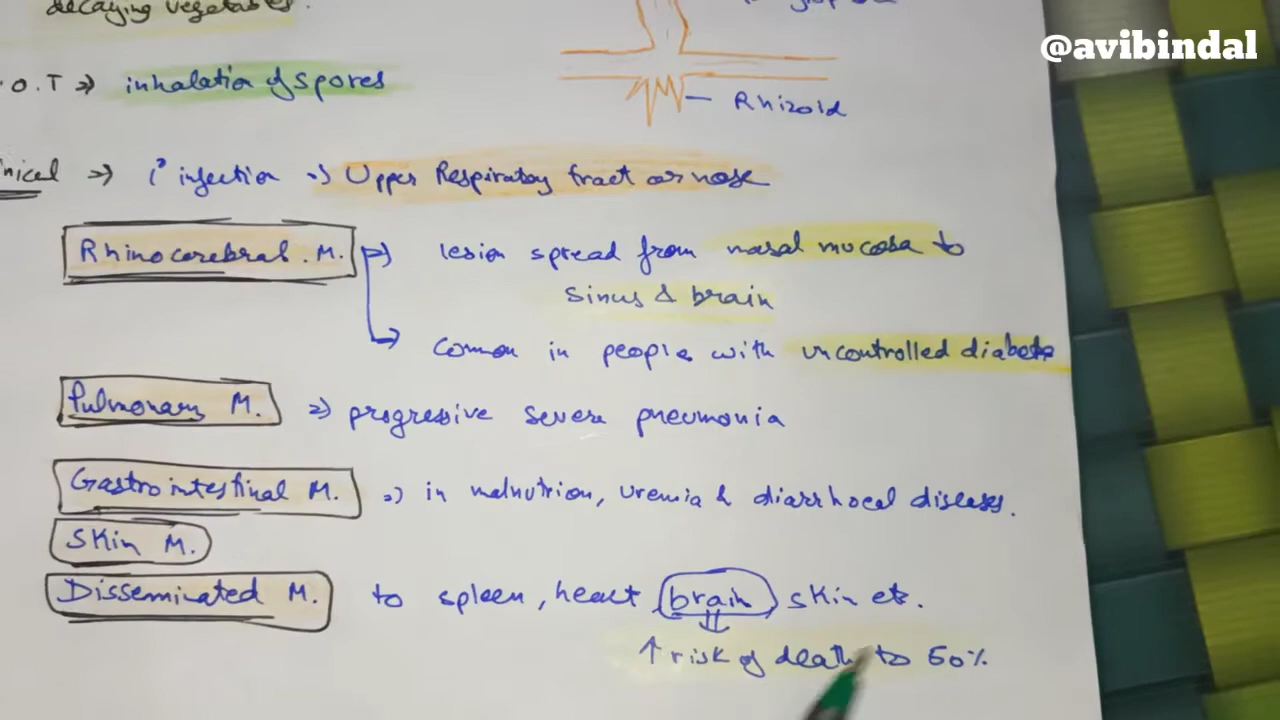 decaying vegetables.
@avibindal
.O.T => inhalation of spores
Rhizoid
nical => 1° infection => Upper Respiratory tract or nose
Rhinocerebral. M. => lesion spread from nasal mucosa to
sinus & brain
Common in people with uncontrolled diabetes
Pulmonary M. => progressive severe pneumonia
Gastrointestinal M. => in malnutrion, uremia & diarrhoeal diseases.
Skin M.
Disseminated M. to spleen, heart, brain skin etc.
↑ risk of death to 50%